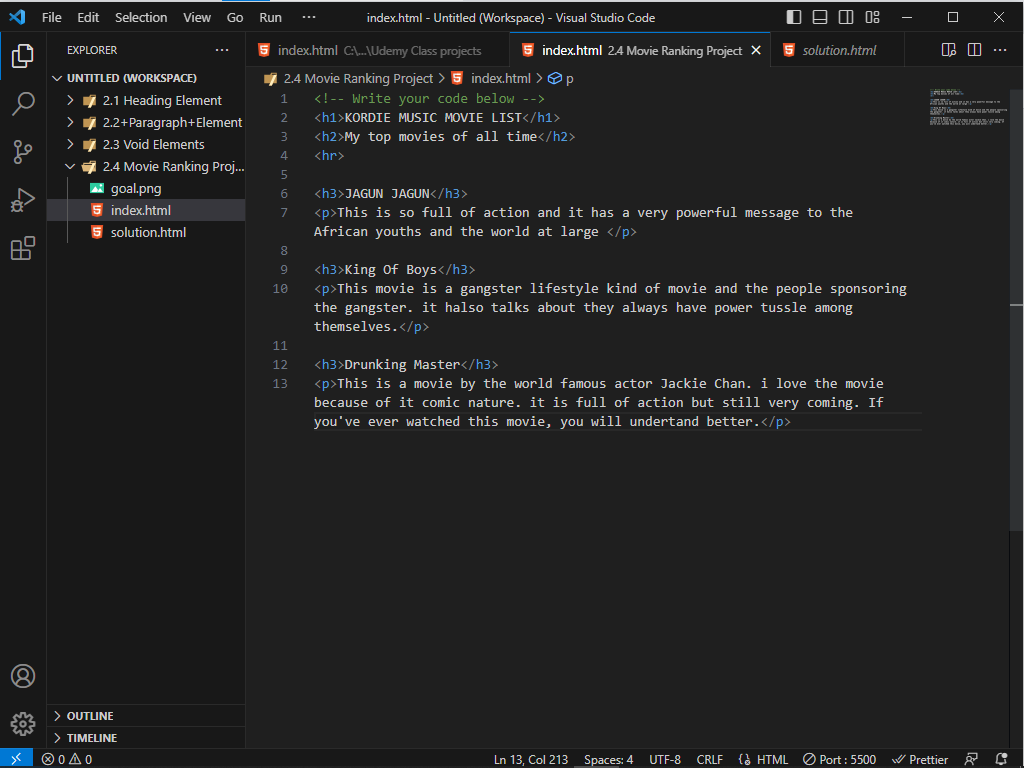 File Edit Selection View Go Run ··· index.html - Untitled (Workspace) - Visual Studio Code
EXPLORER ···
UNTITLED (WORKSPACE)
2.1 Heading Element
2.2+Paragraph+Element
2.3 Void Elements
2.4 Movie Ranking Proj...
goal.png
index.html
solution.html
OUTLINE
TIMELINE
index.html C:\...\Udemy Class projects index.html 2.4 Movie Ranking Project solution.html ···
2.4 Movie Ranking Project > index.html > p
1 <!-- Write your code below -->
2 <h1>KORDIE MUSIC MOVIE LIST</h1>
3 <h2>My top movies of all time</h2>
4 <hr>
5
6 <h3>JAGUN JAGUN</h3>
7 <p>This is so full of action and it has a very powerful message to the
African youths and the world at large </p>
8
9 <h3>King Of Boys</h3>
10 <p>This movie is a gangster lifestyle kind of movie and the people sponsoring
the gangster. it halso talks about they always have power tussle among
themselves.</p>
11
12 <h3>Drunking Master</h3>
13 <p>This is a movie by the world famous actor Jackie Chan. i love the movie
because of it comic nature. it is full of action but still very coming. If
you've ever watched this movie, you will undertand better.</p>
0 0 Ln 13, Col 213 Spaces: 4 UTF-8 CRLF {} HTML Port : 5500 Prettier